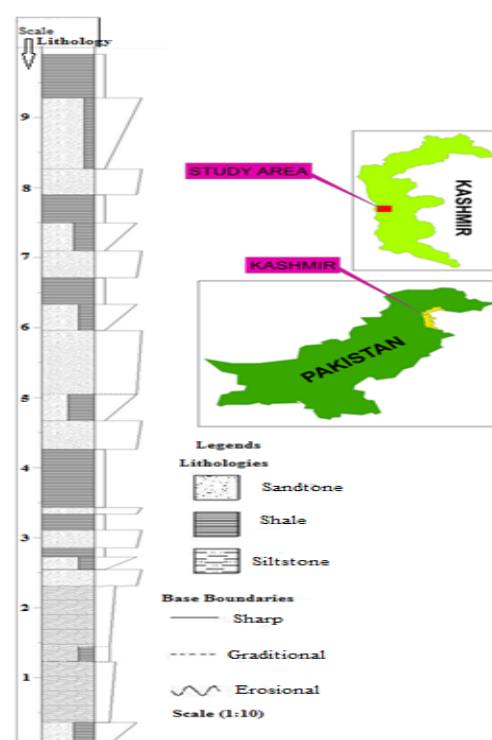 Scale
Lithology
9
8
7
6
5
4
3
2
1
STUDY AREA
KASHMIR
KASHMIR
PAKISTAN
Legends
Lithologies
Sandtone
Shale
Siltstone
Base Boundaries
Sharp
Graditional
Erosional
Scale (1:10)